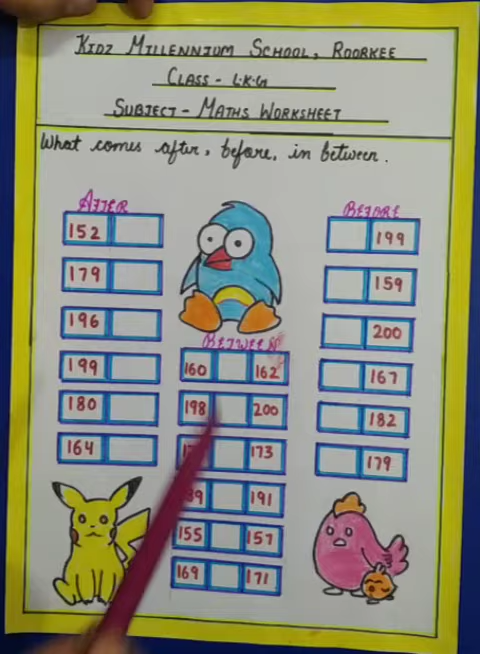 KIDZ MILLENNIUM SCHOOL, ROORKEE
CLASS - L.K.G
SUBJECT - MATHS WORKSHEET
What comes after, before, in between.
AFTER
152
179
196
199
180
164
BETWEEN
160 162
198 200
173
191
155 157
169 171
BEFORE
199
159
200
167
182
179